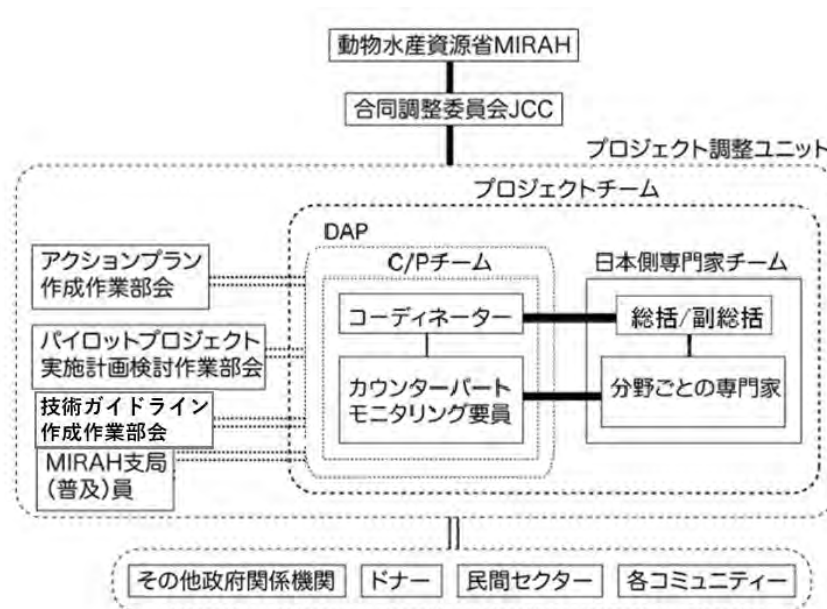 動物水産資源省MIRAH
合同調整委員会JCC
プロジェクト調整ユニット
プロジェクトチーム
DAP
C/Pチーム
日本側専門家チーム
アクションプラン
作成作業部会
パイロットプロジェクト
実施計画検討作業部会
技術ガイドライン
作成作業部会
MIRAH支局
(普及)員
コーディネーター
総括/副総括
カウンターパート
モニタリング要員
分野ごとの専門家
その他政府関係機関
ドナー
民間セクター
各コミュニティー